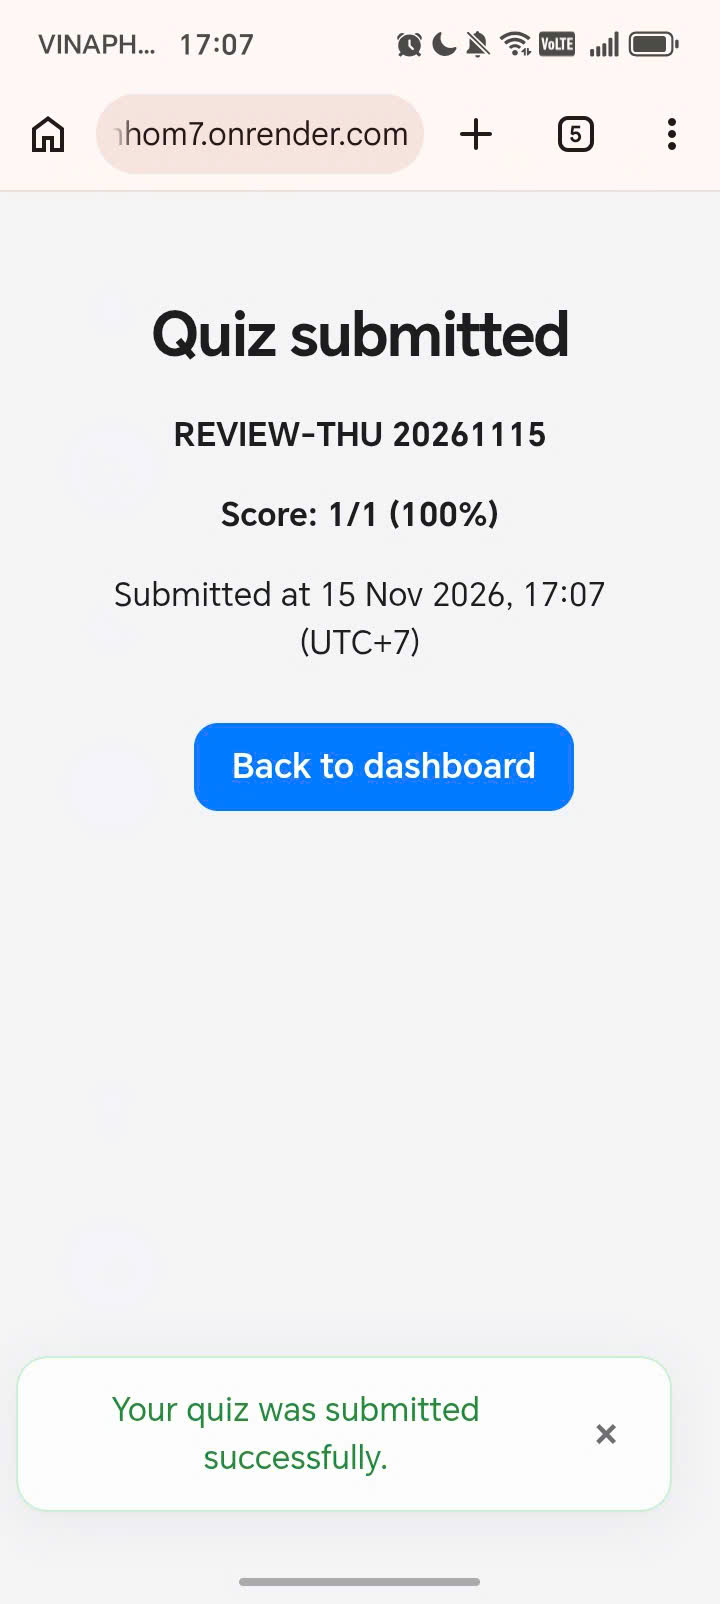 VINAPH... 17:07 VoLTE
hom7.onrender.com 5
Quiz submitted
REVIEW-THU 20261115
Score: 1/1 (100%)
Submitted at 15 Nov 2026, 17:07
(UTC+7)
Back to dashboard
Your quiz was submitted
successfully.